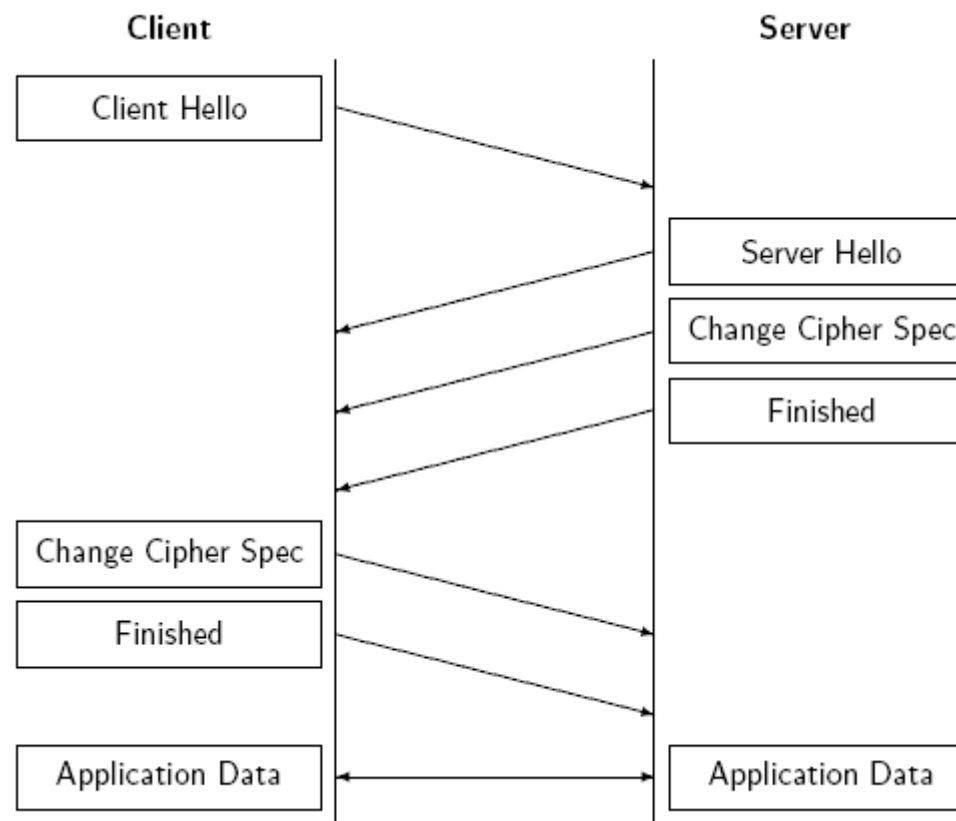 Client
Server
Client Hello
Server Hello
Change Cipher Spec
Finished
Change Cipher Spec
Finished
Application Data
Application Data